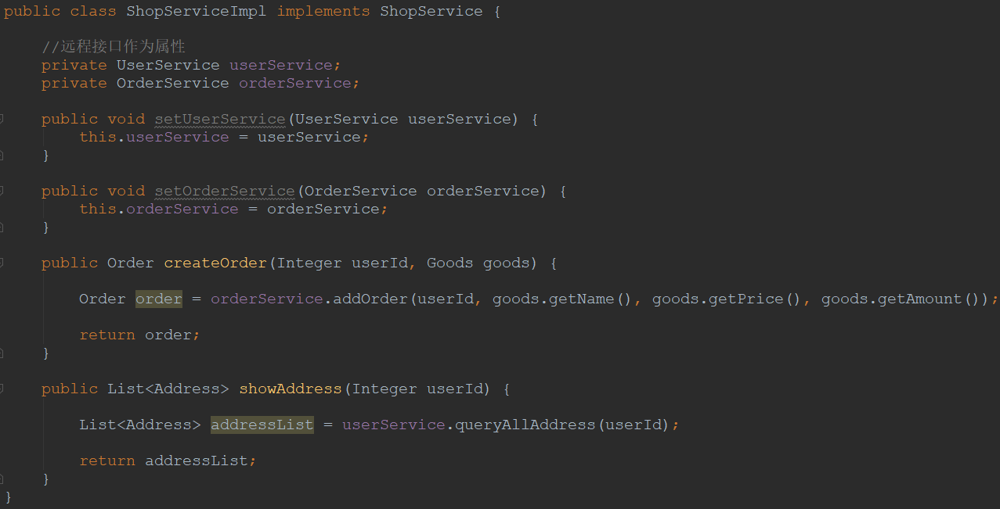 public class ShopServiceImpl implements ShopService {
//远程接口作为属性
private UserService userService;
private OrderService orderService;
public void setUserService(UserService userService) {
this.userService = userService;
}
public void setOrderService(OrderService orderService) {
this.orderService = orderService;
}
public Order createOrder(Integer userId, Goods goods) {
Order order = orderService.addOrder(userId, goods.getName(), goods.getPrice(), goods.getAmount());
return order;
}
public List<Address> showAddress(Integer userId) {
List<Address> addressList = userService.queryAllAddress(userId);
return addressList;
}
}